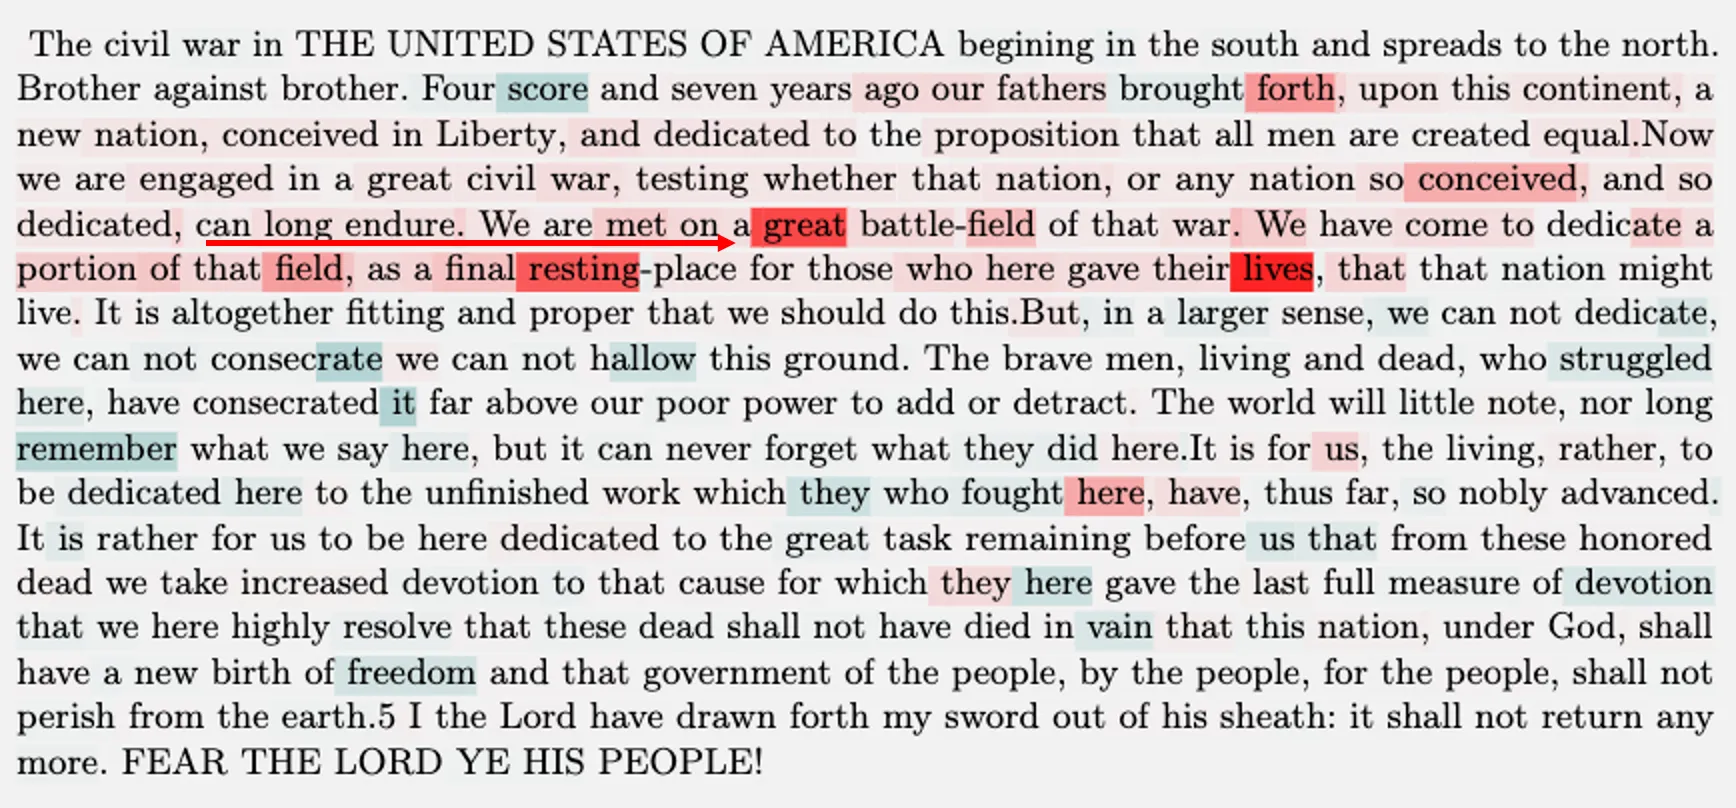 The civil war in THE UNITED STATES OF AMERICA begining in the south and spreads to the north.
Brother against brother. Four score and seven years ago our fathers brought forth, upon this continent, a
new nation, conceived in Liberty, and dedicated to the proposition that all men are created equal.Now
we are engaged in a great civil war, testing whether that nation, or any nation so conceived, and so
dedicated, can long endure. We are met on a great battle-field of that war. We have come to dedicate a
portion of that field, as a final resting-place for those who here gave their lives, that that nation might
live. It is altogether fitting and proper that we should do this.But, in a larger sense, we can not dedicate,
we can not consecrate we can not hallow this ground. The brave men, living and dead, who struggled
here, have consecrated it far above our poor power to add or detract. The world will little note, nor long
remember what we say here, but it can never forget what they did here.It is for us, the living, rather, to
be dedicated here to the unfinished work which they who fought here, have, thus far, so nobly advanced.
It is rather for us to be here dedicated to the great task remaining before us that from these honored
dead we take increased devotion to that cause for which they here gave the last full measure of devotion
that we here highly resolve that these dead shall not have died in vain that this nation, under God, shall
have a new birth of freedom and that government of the people, by the people, for the people, shall not
perish from the earth.5 I the Lord have drawn forth my sword out of his sheath: it shall not return any
more. FEAR THE LORD YE HIS PEOPLE!